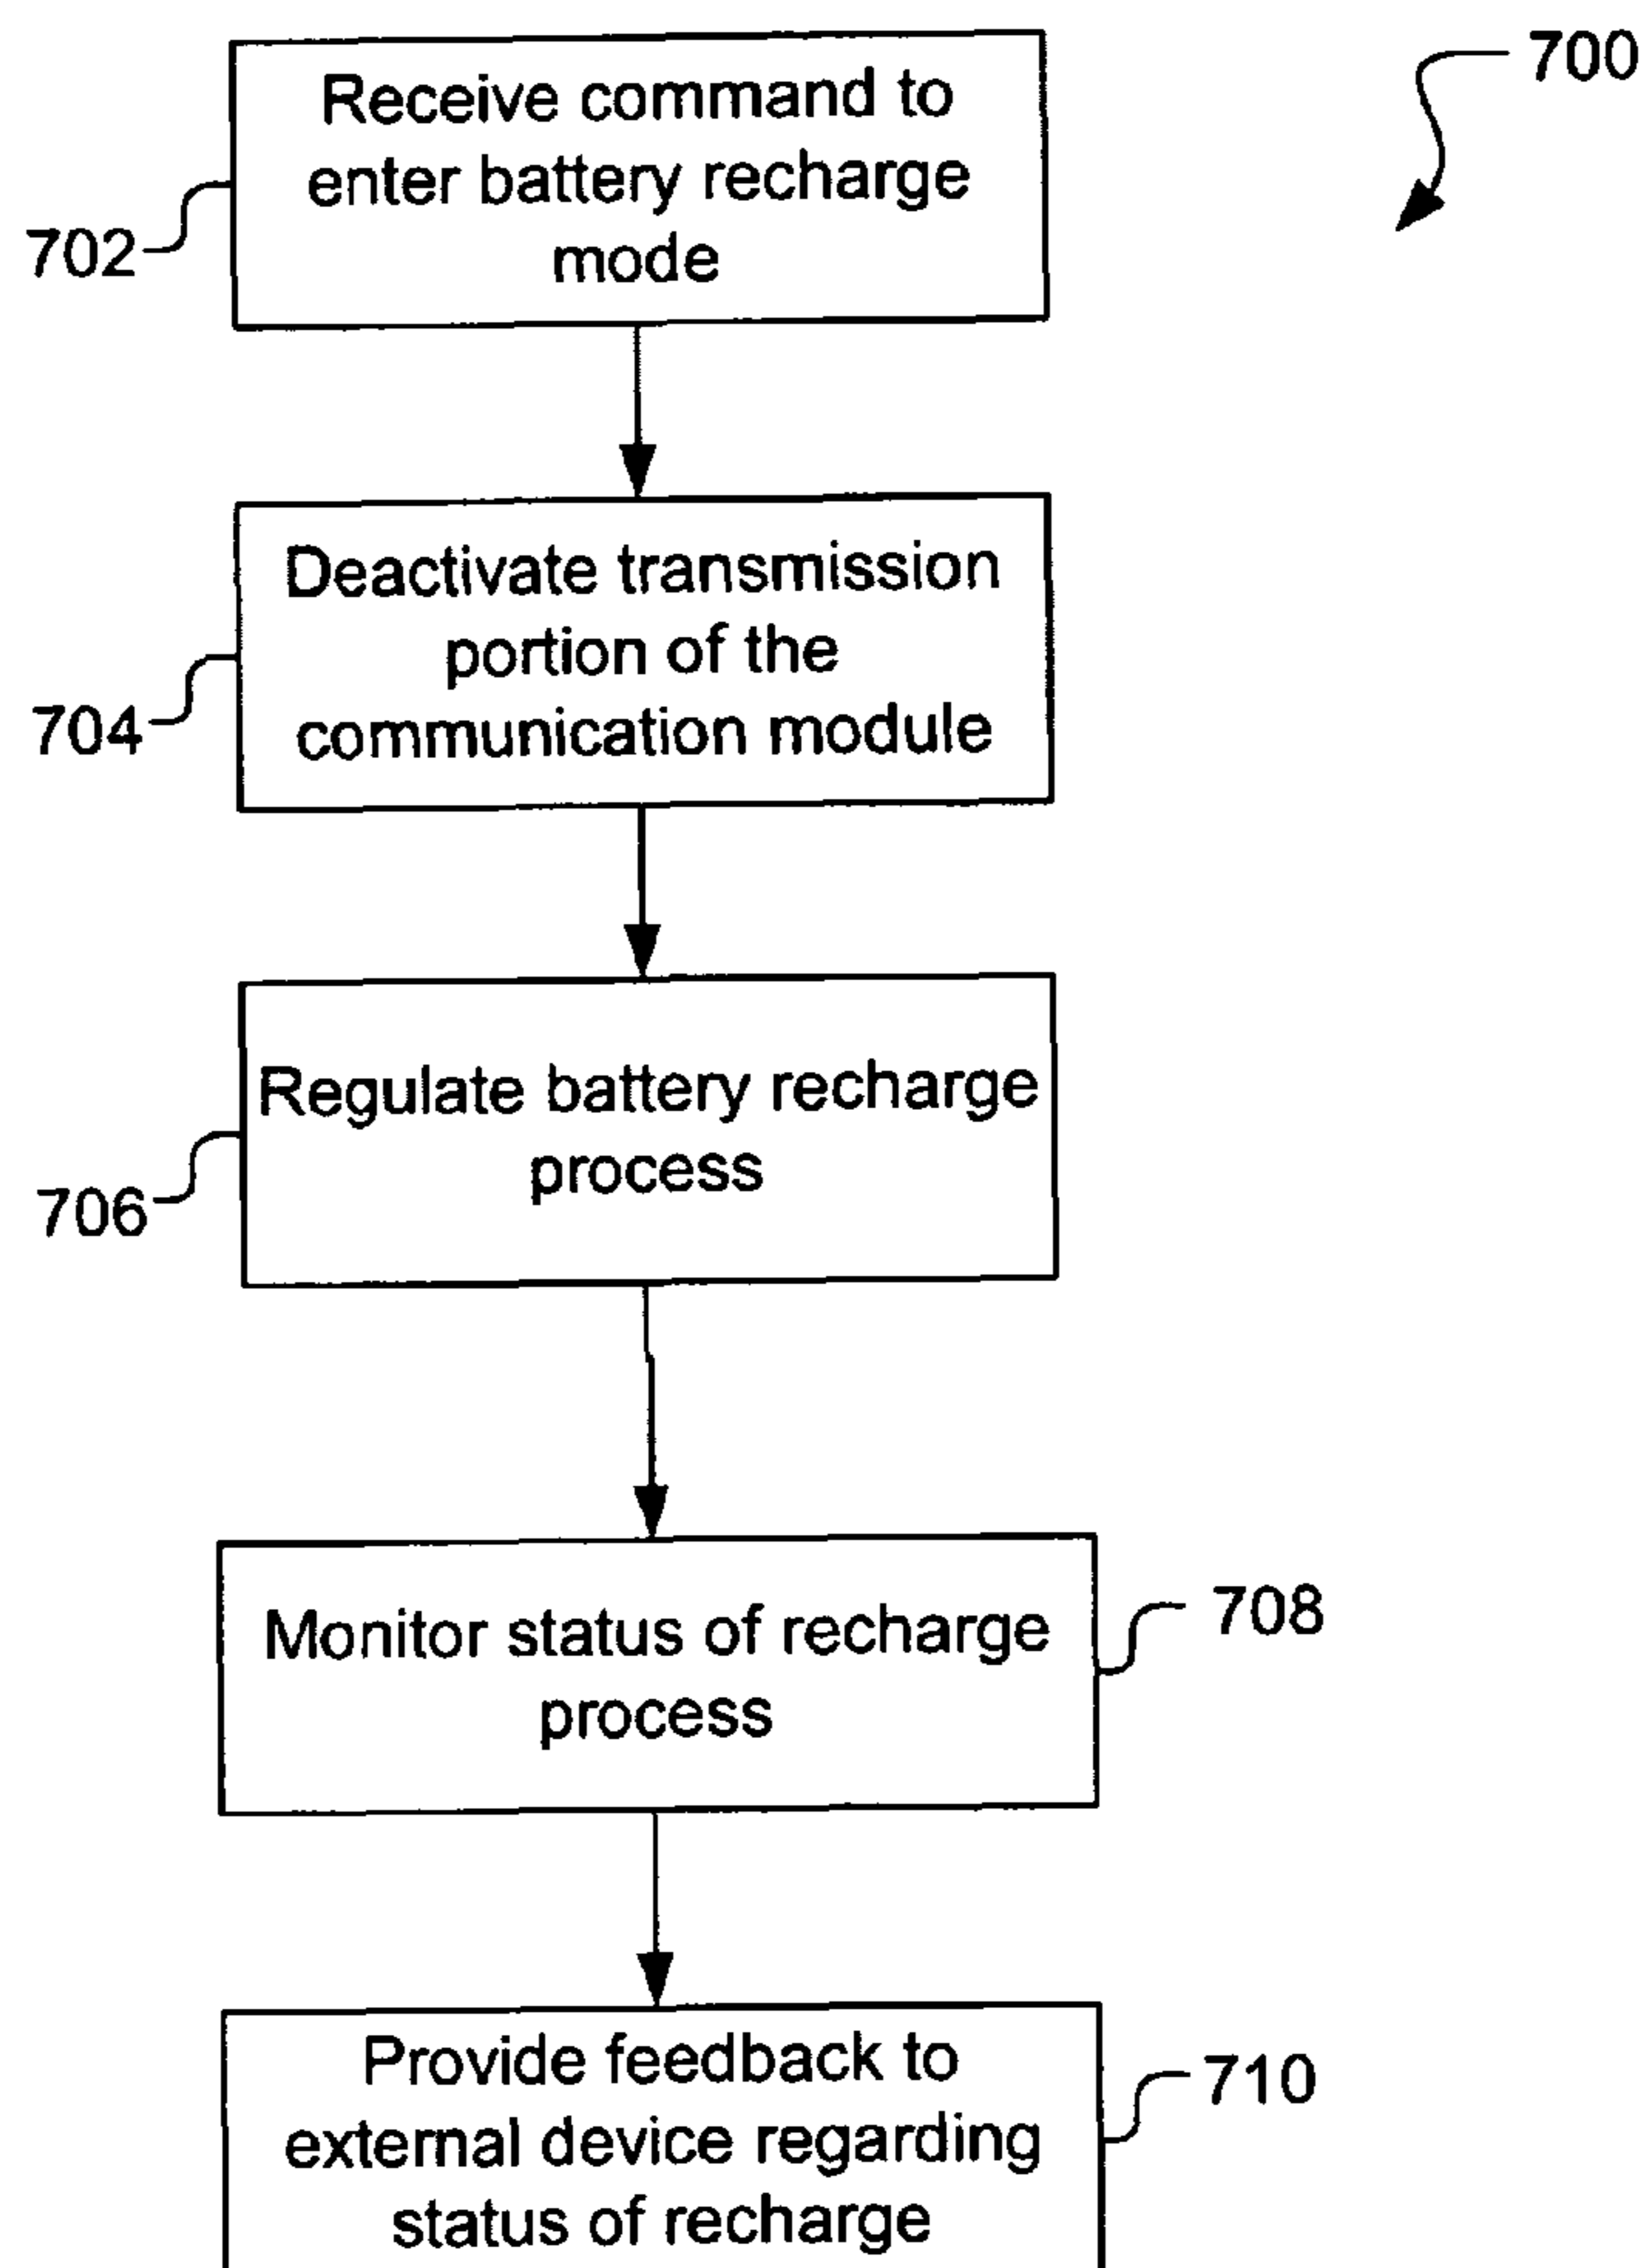 700
Receive command to
enter battery recharge
mode
702
Deactivate transmission
portion of the
communication module
704
Regulate battery recharge
process
706
Monitor status of recharge
process
708
Provide feedback to
external device regarding
status of recharge
710